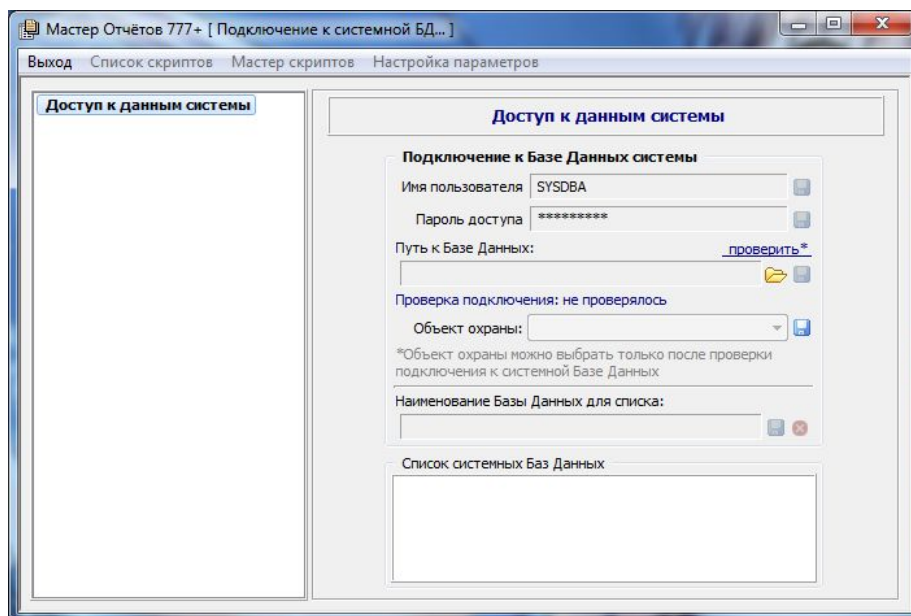 Мастер Отчётов 777+ [ Подключение к системной БД... ]
Выход Список скриптов Мастер скриптов Настройка параметров
Доступ к данным системы
Доступ к данным системы
Подключение к Базе Данных системы
Имя пользователя SYSDBA
Пароль доступа *********
Путь к Базе Данных: проверить*
Проверка подключения: не проверялось
Объект охраны:
*Объект охраны можно выбрать только после проверки
подключения к системной Базе Данных
Наименование Базы Данных для списка:
Список системных Баз Данных